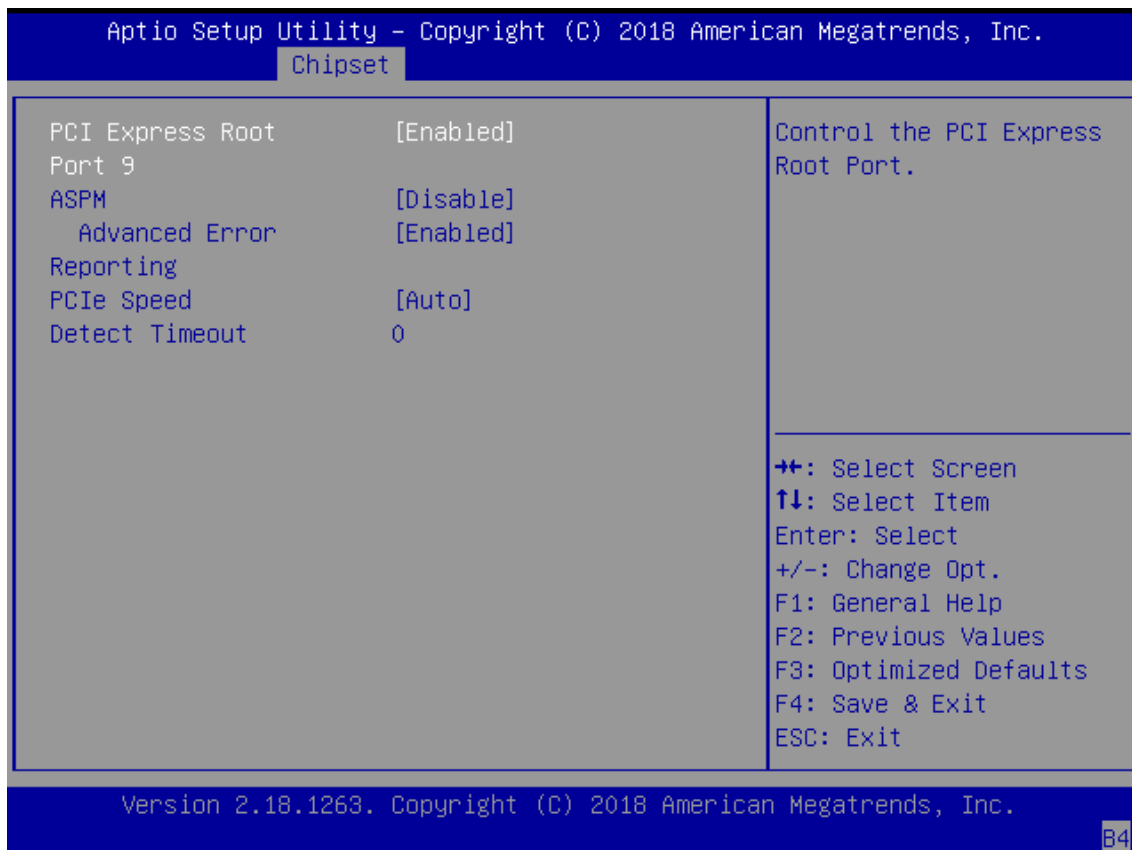 Aptio Setup Utility – Copyright (C) 2018 American Megatrends, Inc.
Chipset
PCI Express Root [Enabled]
Port 9
ASPM [Disable]
Advanced Error [Enabled]
Reporting
PCIe Speed [Auto]
Detect Timeout 0
Control the PCI Express
Root Port.
→←: Select Screen
↑↓: Select Item
Enter: Select
+/-: Change Opt.
F1: General Help
F2: Previous Values
F3: Optimized Defaults
F4: Save & Exit
ESC: Exit
Version 2.18.1263. Copyright (C) 2018 American Megatrends, Inc.
B4